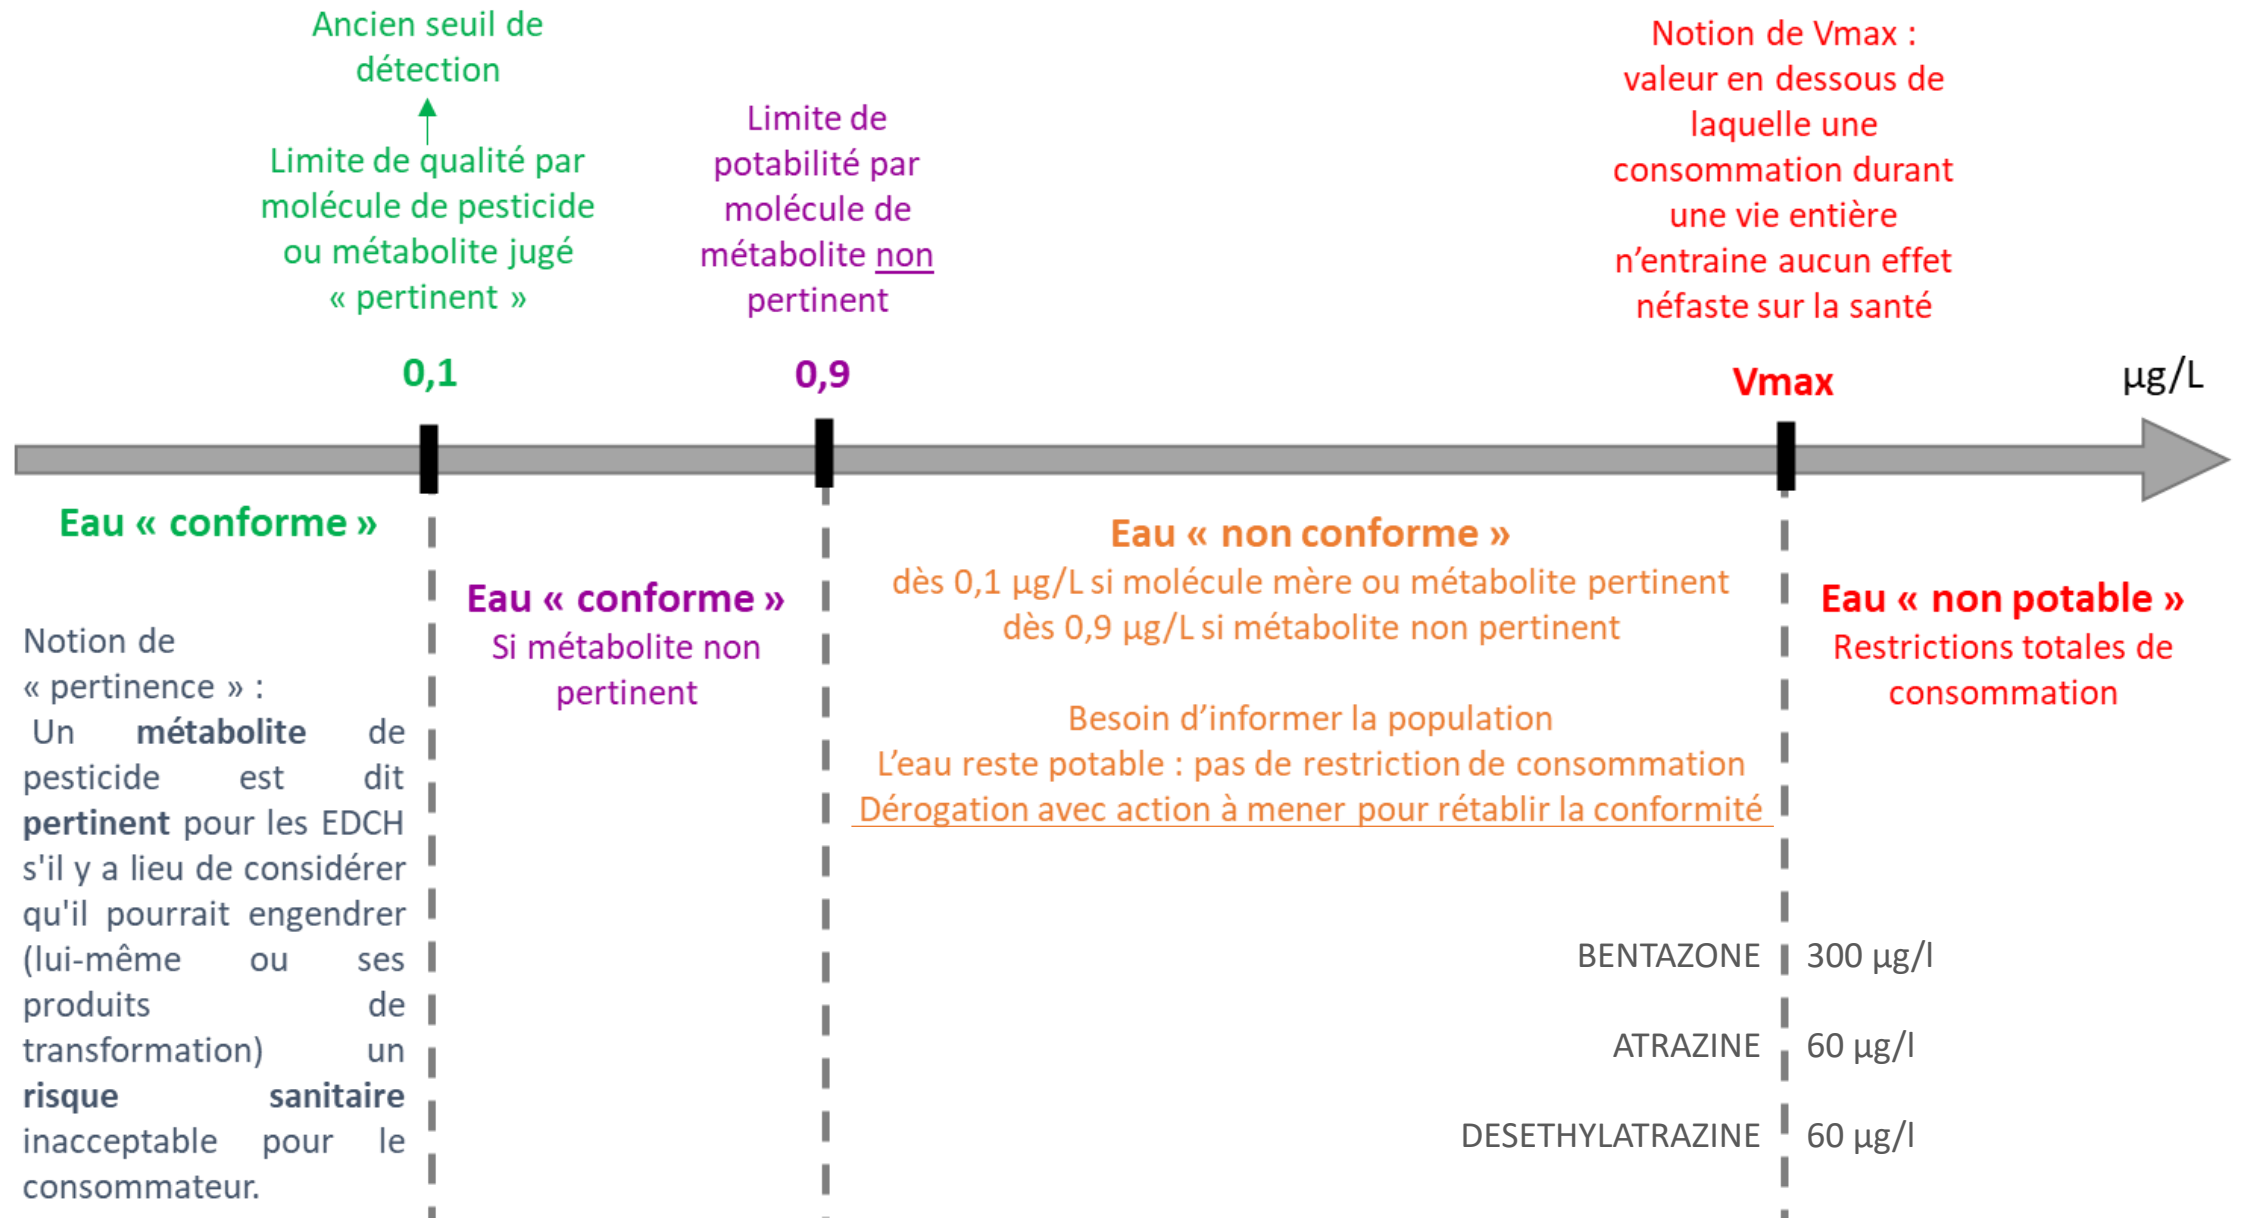 Ancien seuil de
détection
Limite de qualité par
molécule de pesticide
ou métabolite jugé
« pertinent »
0,1
Limite de
potabilité par
molécule de
métabolite non
pertinent
0,9
Notion de Vmax :
valeur en dessous de
laquelle une
consommation durant
une vie entière
n’entraine aucun effet
néfaste sur la santé
Vmax
µg/L
Eau « conforme »
Notion de
« pertinence » :
Un métabolite de
pesticide est dit
pertinent pour les EDCH
s'il y a lieu de considérer
qu'il pourrait engendrer
(lui-même ou ses
produits de
transformation) un
risque sanitaire
inacceptable pour le
consommateur.
Eau « conforme »
Si métabolite non
pertinent
Eau « non conforme »
dès 0,1 µg/L si molécule mère ou métabolite pertinent
dès 0,9 µg/L si métabolite non pertinent
Besoin d’informer la population
L’eau reste potable : pas de restriction de consommation
Dérogation avec action à mener pour rétablir la conformité
Eau « non potable »
Restrictions totales de
consommation
BENTAZONE 300 µg/l
ATRAZINE 60 µg/l
DESETHYLATRAZINE 60 µg/l